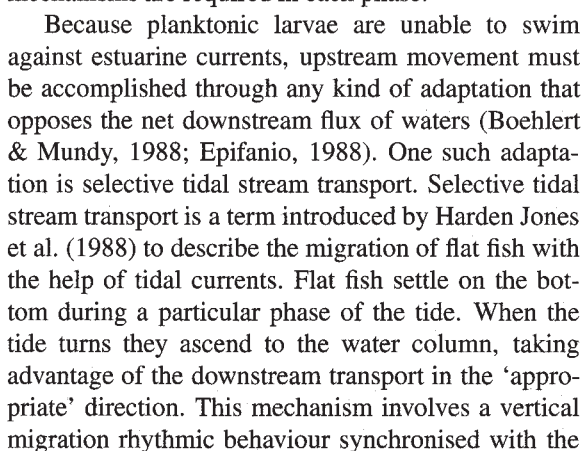 Because planktonic larvae are unable to swim
against estuarine currents, upstream movement must
be accomplished through any kind of adaptation that
opposes the net downstream flux of waters (Boehlert
& Mundy, 1988; Epifanio, 1988). One such adapta-
tion is selective tidal stream transport. Selective tidal
stream transport is a term introduced by Harden Jones
et al. (1988) to describe the migration of flat fish with
the help of tidal currents. Flat fish settle on the bot-
tom during a particular phase of the tide. When the
tide turns they ascend to the water column, taking
advantage of the downstream transport in the ‘appro-
priate’ direction. This mechanism involves a vertical
migration rhythmic behaviour synchronised with the